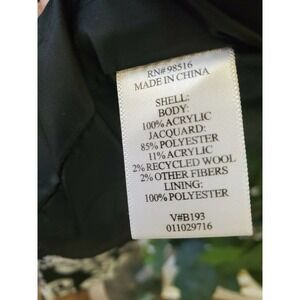 RN# 98516
MADE IN CHINA
SHELL:
BODY:
100% ACRYLIC
JACQUARD:
85% POLYESTER
11% ACRYLIC
2% RECYCLED WOOL
2% OTHER FIBERS
LINING:
100% POLYESTER
V#B193
011029716